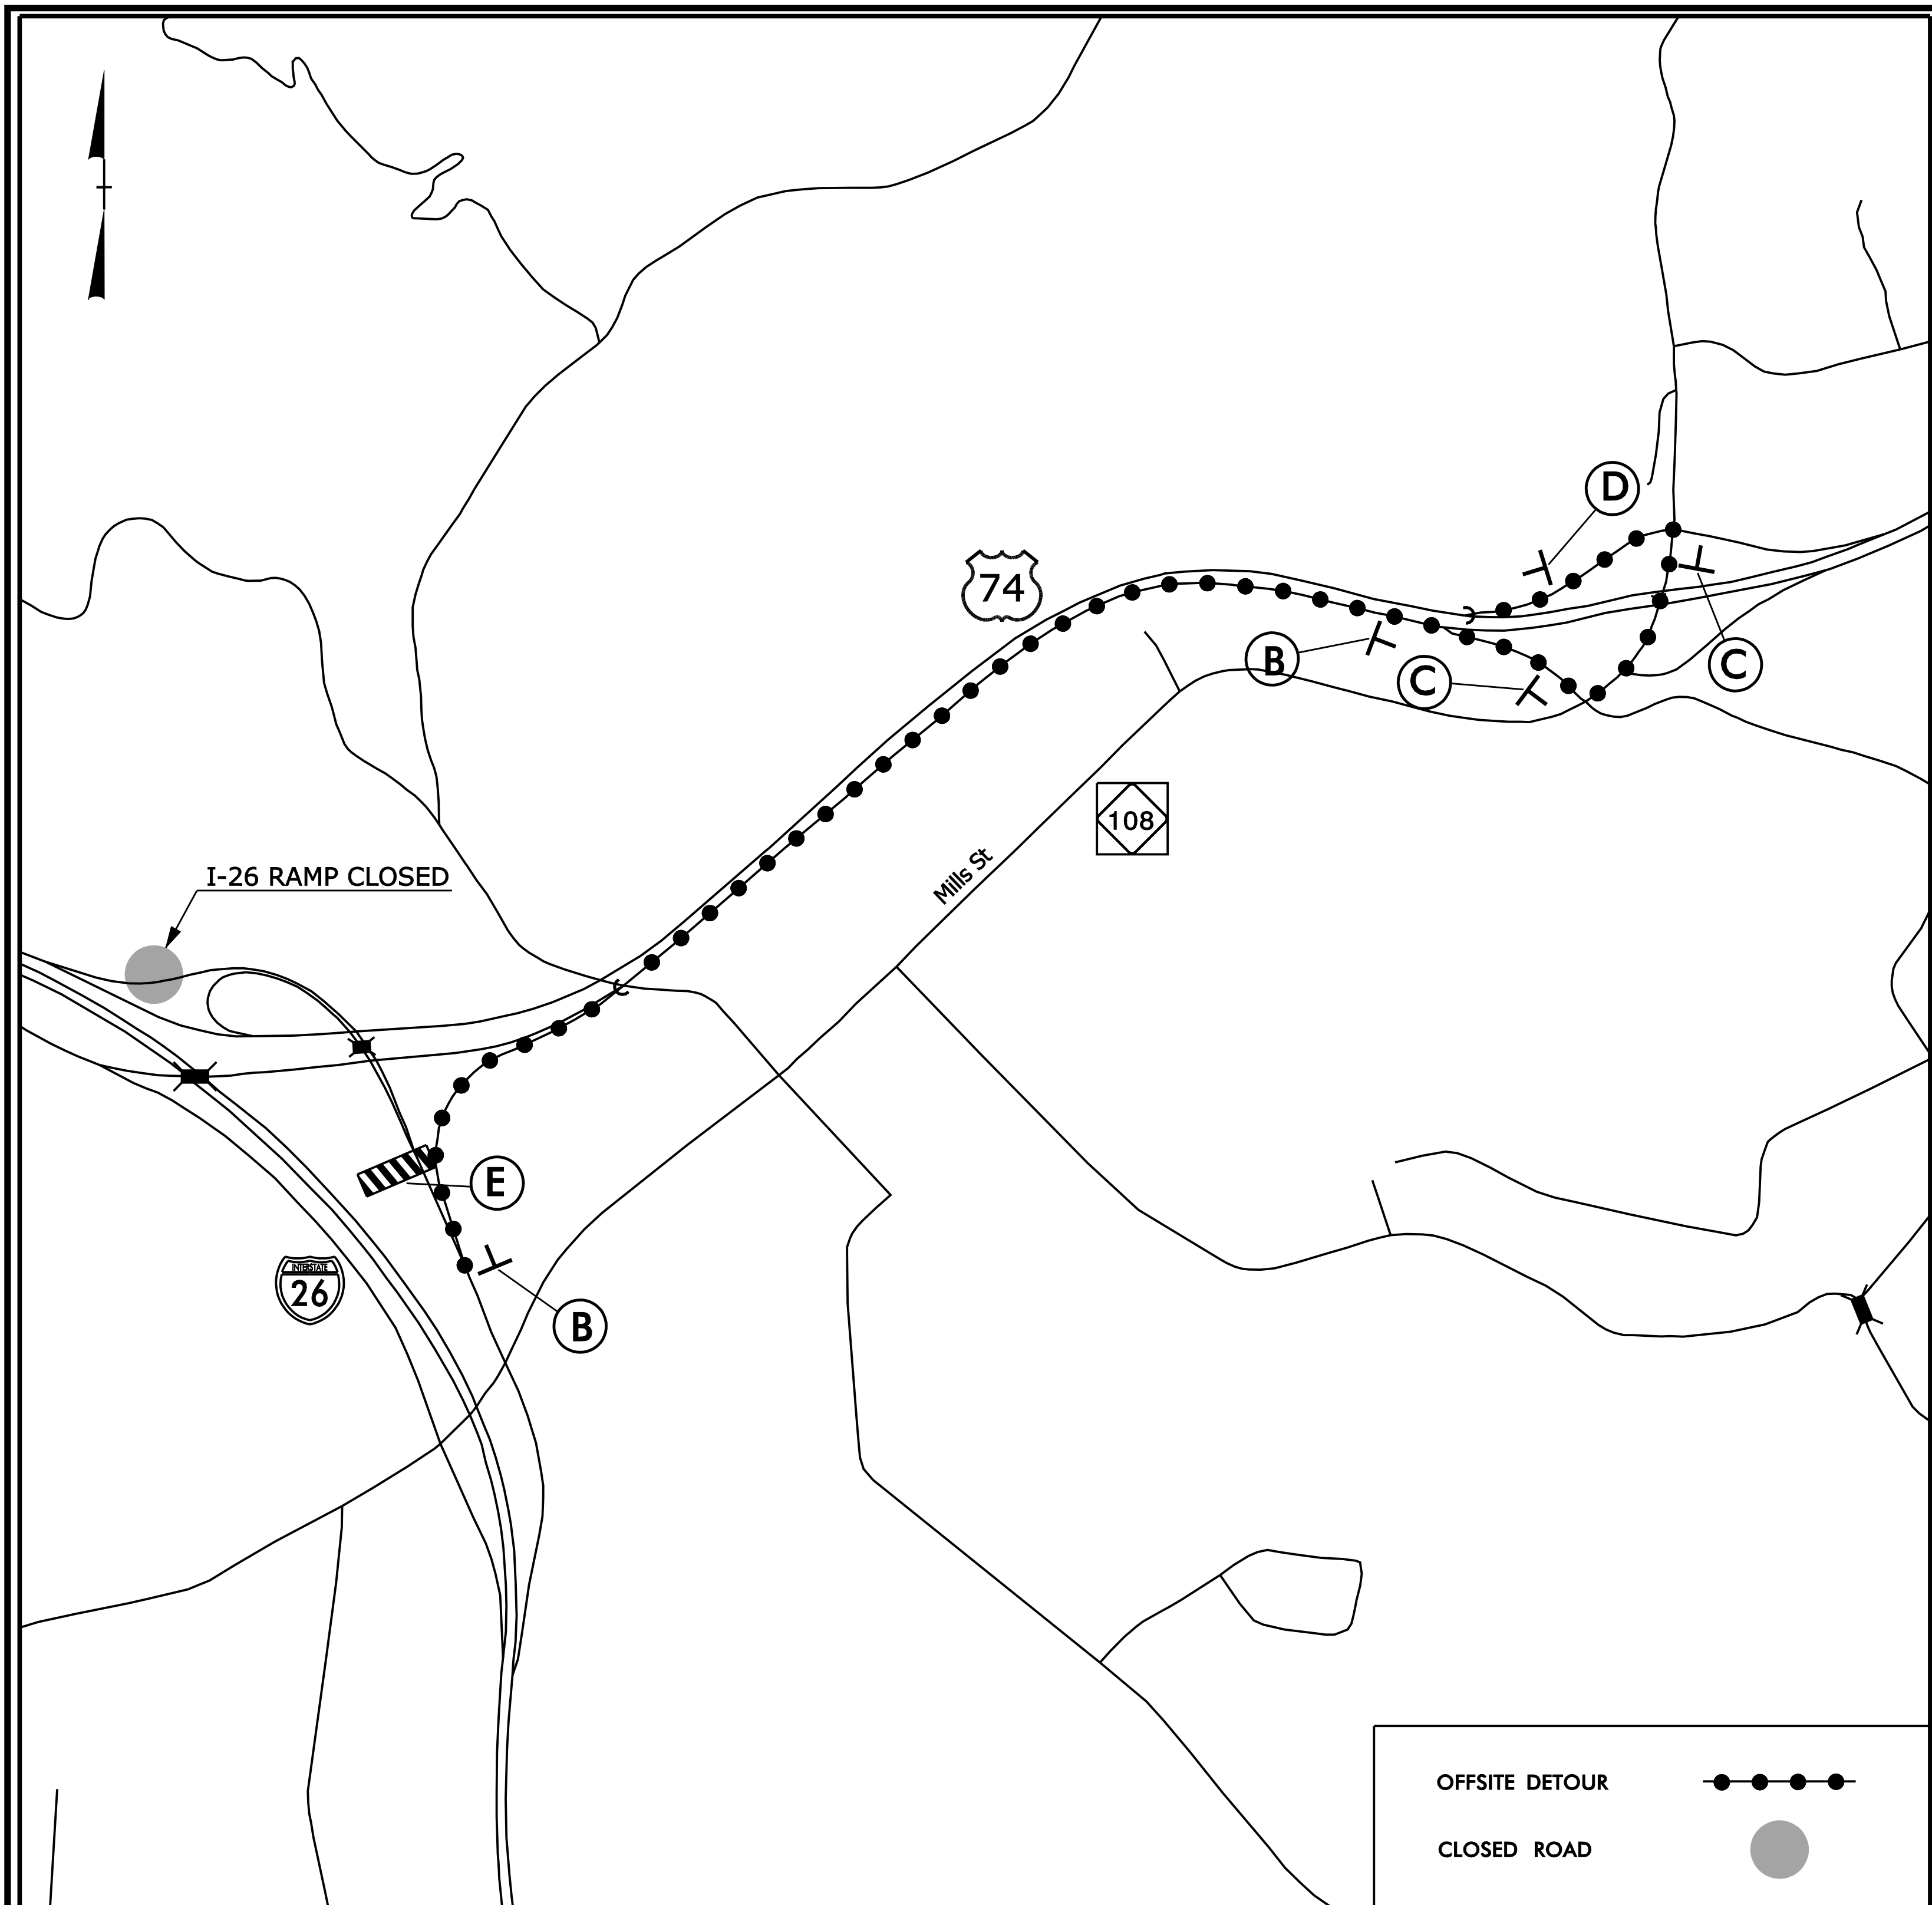 D
74
B
C
C
108
Mills St
I-26 RAMP CLOSED
E
INTERSTATE
26
B
OFFSITE DETOUR
CLOSED ROAD